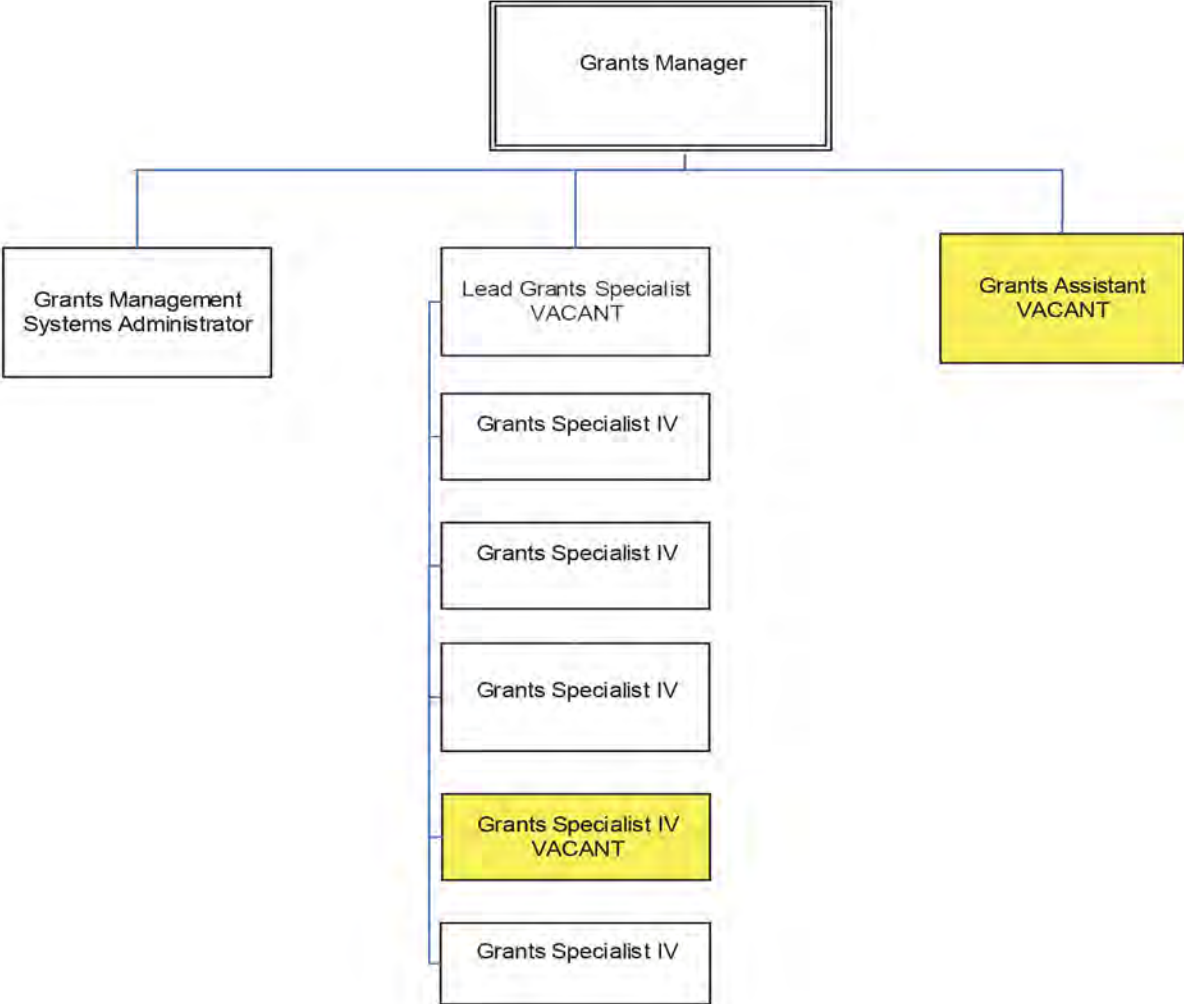 Grants Manager
Grants Management
Systems Administrator
Lead Grants Specialist
VACANT
Grants Assistant
VACANT
Grants Specialist IV
Grants Specialist IV
Grants Specialist IV
Grants Specialist IV
VACANT
Grants Specialist IV